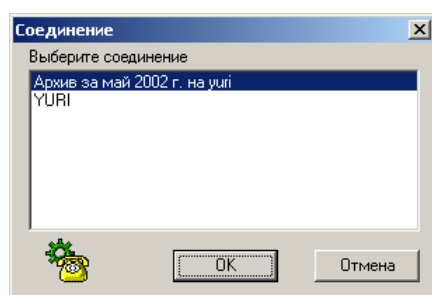 Соединение
Выберите соединение
Архив за май 2002 г. на yuri
YURI
OK
Отмена